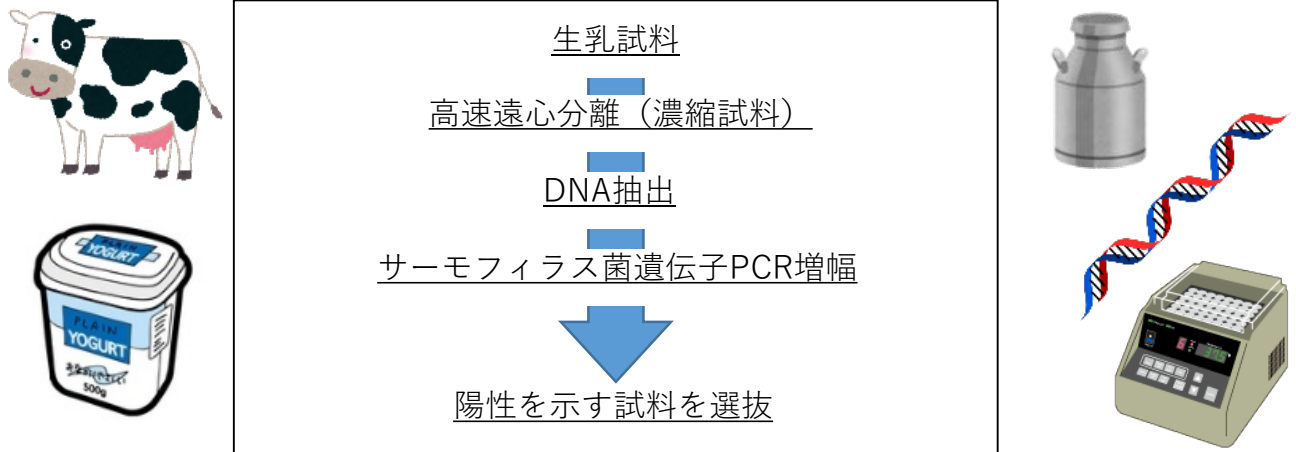 生乳試料
高速遠心分離（濃縮試料）
DNA抽出
サーモフィラス菌遺伝子PCR増幅
陽性を示す試料を選抜
PLAIN
YOGURT
PLAIN
YOGURT
500g